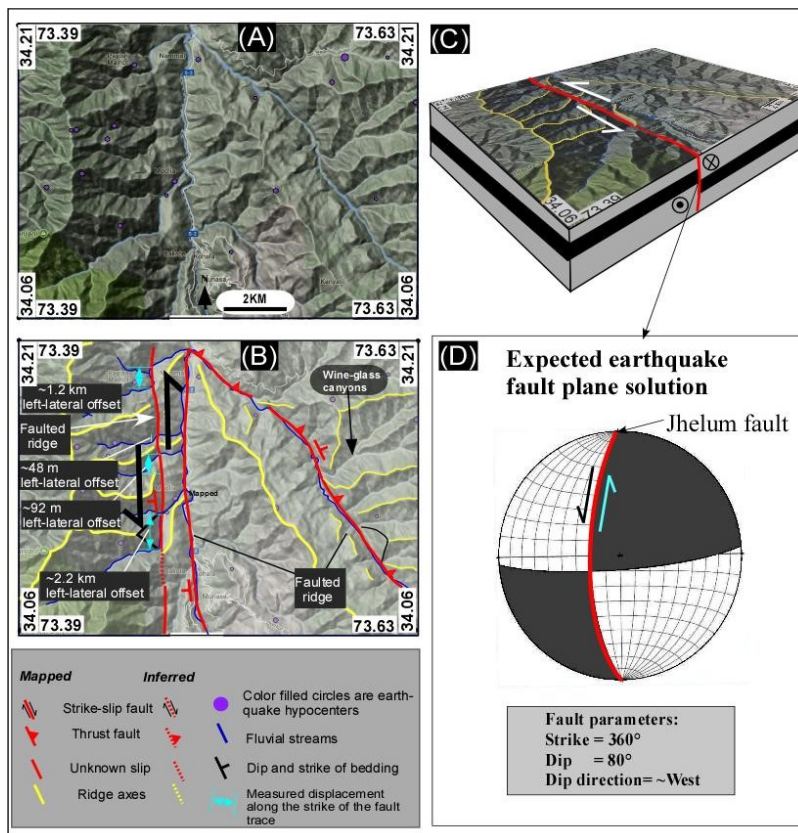 73.39
(A)
73.63
34.21
34.21
N
2KM
34.06
34.06
73.39
73.63
(B)
73.39
73.63
34.21
34.21
~1.2 km
left-lateral offset
Faulted
ridge
~48 m
left-lateral offset
~92 m
left-lateral offset
~2.2 km
left-lateral offset
Wine-glass
canyons
Mapped
Faulted
ridge
34.06
34.06
73.39
73.63
Mapped
Inferred
Strike-slip fault
Thrust fault
Unknown slip
Ridge axes
Color filled circles are earth-
quake hypocenters
Fluvial streams
Dip and strike of bedding
Measured displacement
along the strike of the fault
trace
(C)
34.06
73.39
(D)
Expected earthquake
fault plane solution
Jhelum fault
Fault parameters:
Strike = 360°
Dip = 80°
Dip direction= ~West